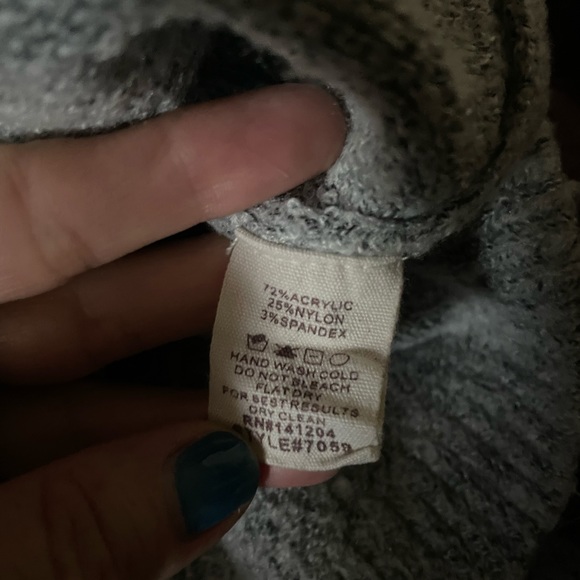 72%ACRYLIC
25%NYLON
3%SPANDEX
HAND WASH COLD
DO NOT BLEACH
FLAT DRY
FOR BEST RESULTS
DRY CLEAN
RN#141204
STYLE#7059